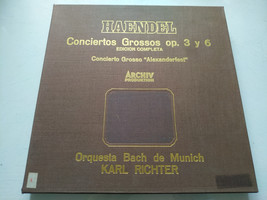 HAENDEL
Conciertos Grossos op. 3 y 6
EDICION COMPLETA
Concierto Grosso "Alexanderfest"
ARCHIV
PRODUKTION
Orquesta Bach de Munich
KARL RICHTER